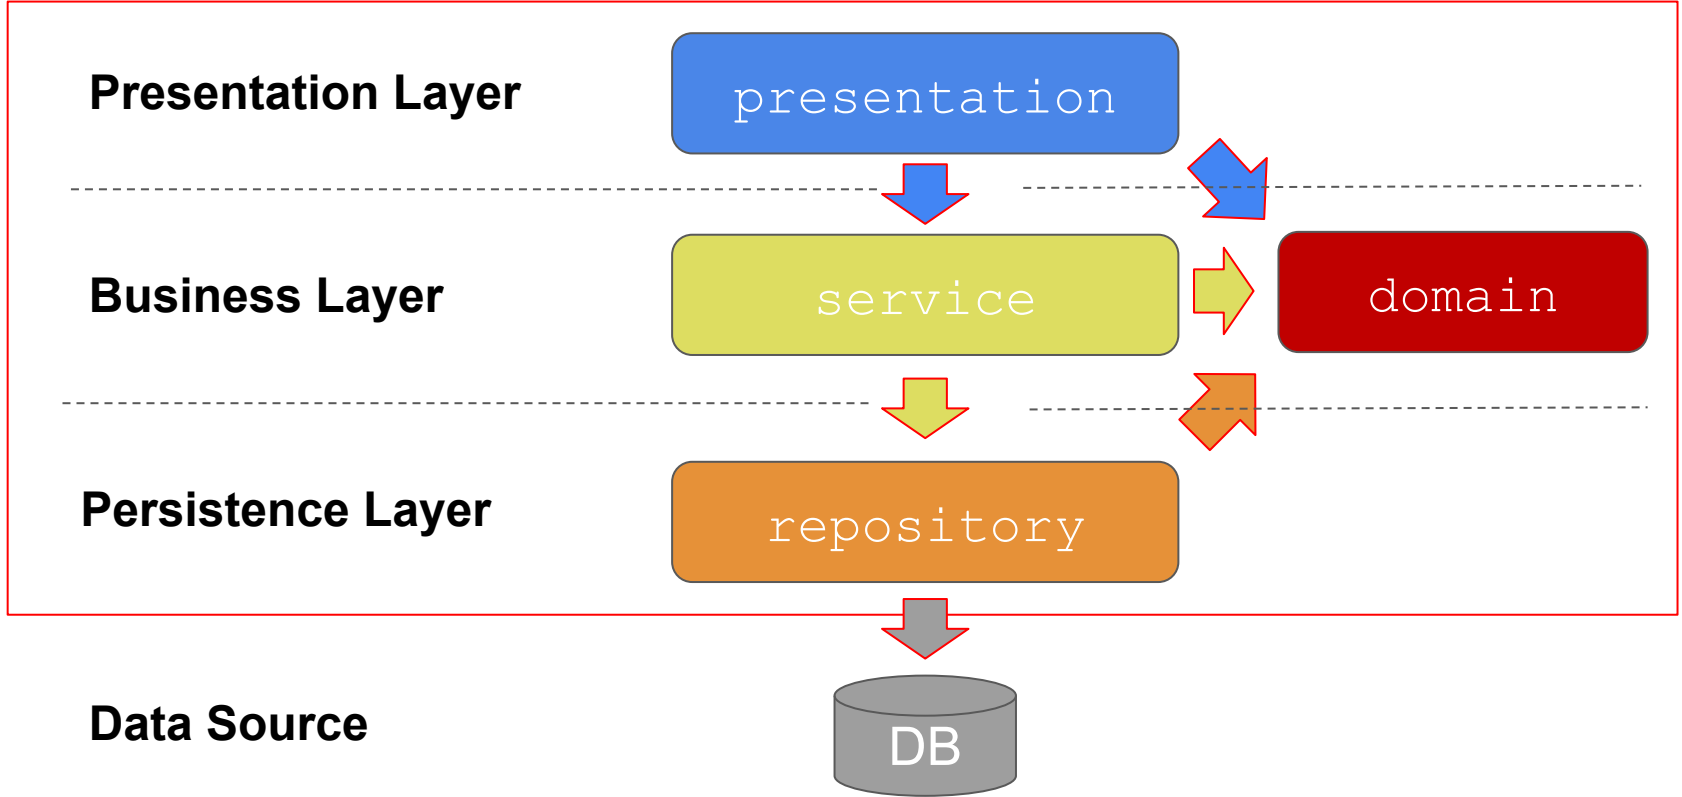 Presentation Layer
presentation
Business Layer
service
domain
Persistence Layer
repository
Data Source
DB